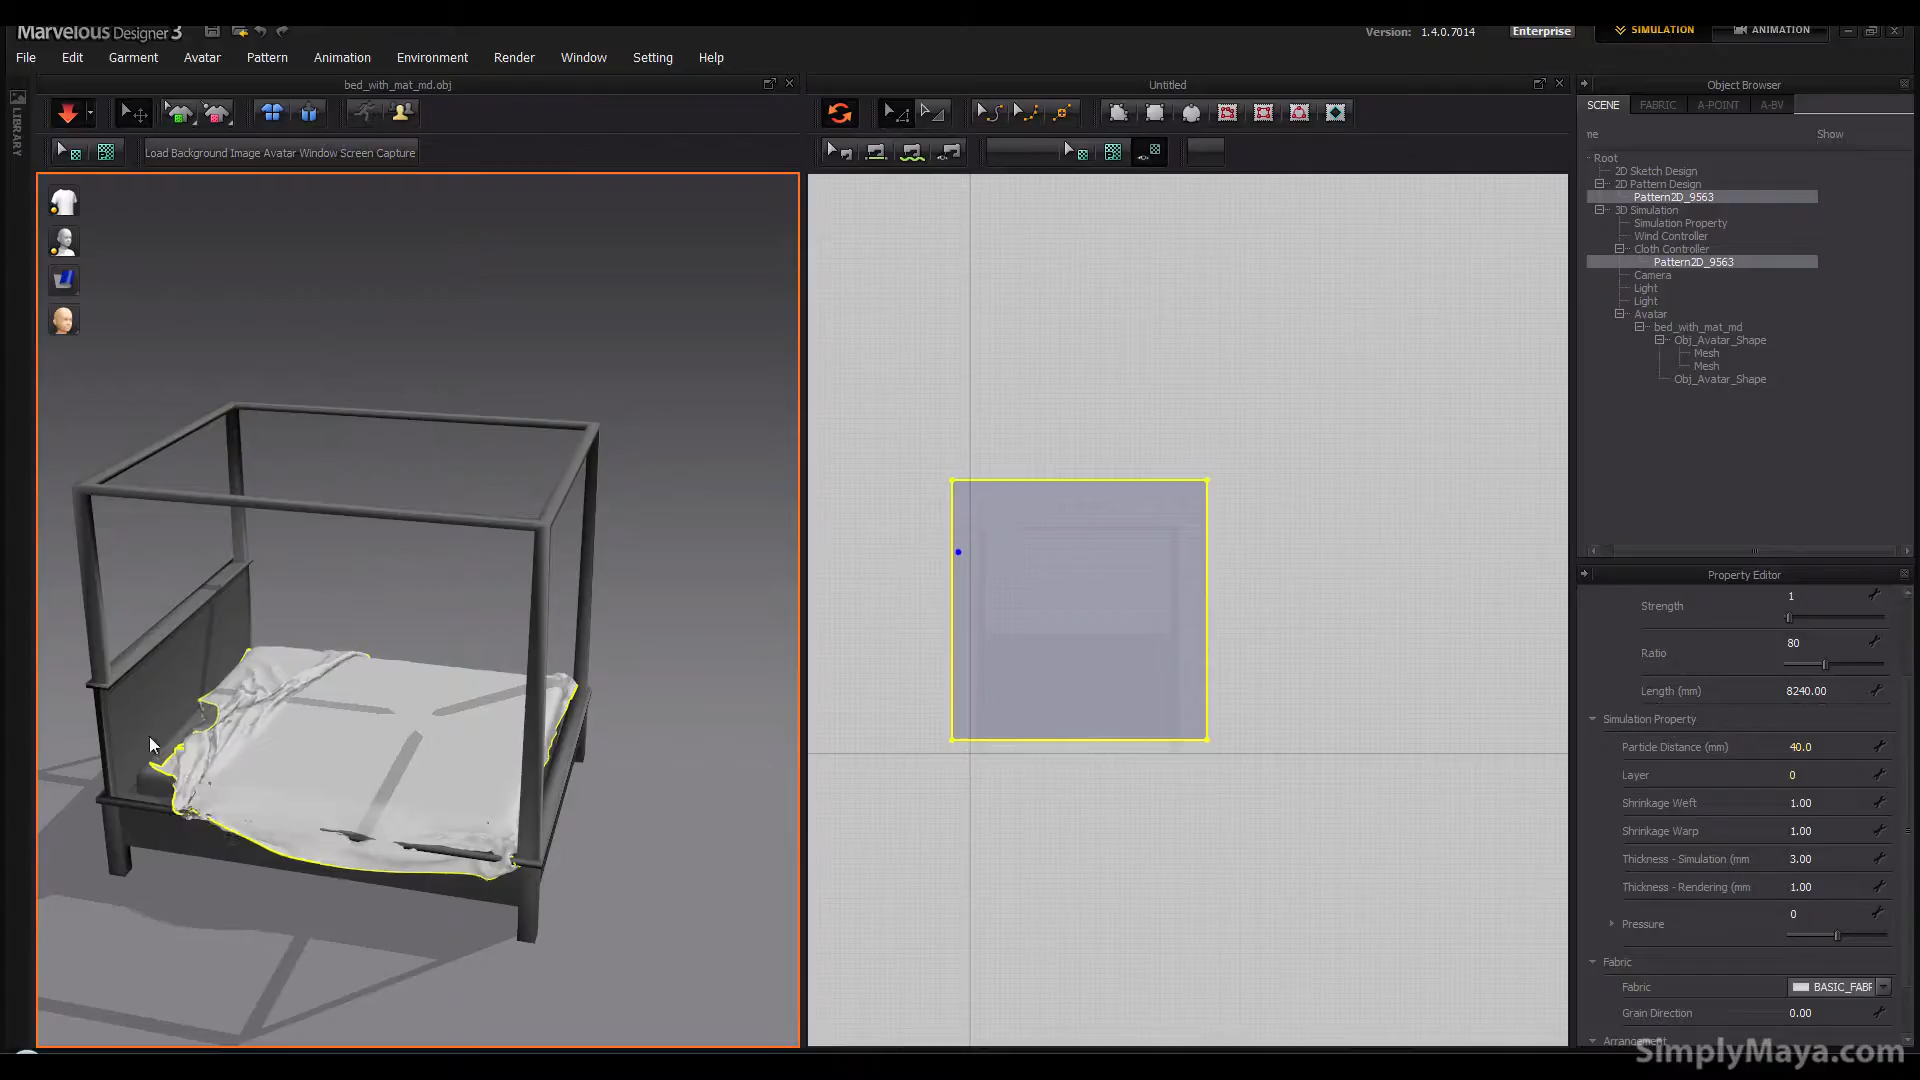 Marvelous Designer 3
Version: 1.4.0.7014
Enterprise
SIMULATION
ANIMATION
File Edit Garment Avatar Pattern Animation Environment Render Window Setting Help
bed_with_mat_md.obj
Untitled
Object Browser
LIBRARY
SCENE FABRIC A-POINT A-BV
me Show
Load Background Image Avatar Window Screen Capture
Root
2D Sketch Design
2D Pattern Design
Pattern2D_9563
3D Simulation
Simulation Property
Wind Controller
Cloth Controller
Pattern2D_9563
Camera
Light
Light
Avatar
bed_with_mat_md
Obj_Avatar_Shape
Mesh
Mesh
Obj_Avatar_Shape
Property Editor
Strength 1
Ratio 80
Length (mm) 8240.00
Simulation Property
Particle Distance (mm) 40.0
Layer 0
Shrinkage Weft 1.00
Shrinkage Warp 1.00
Thickness - Simulation (mm 3.00
Thickness - Rendering (mm 1.00
Pressure 0
Fabric
Fabric BASIC_FABR
Grain Direction 0.00
Arrangement
SimplyMaya.com